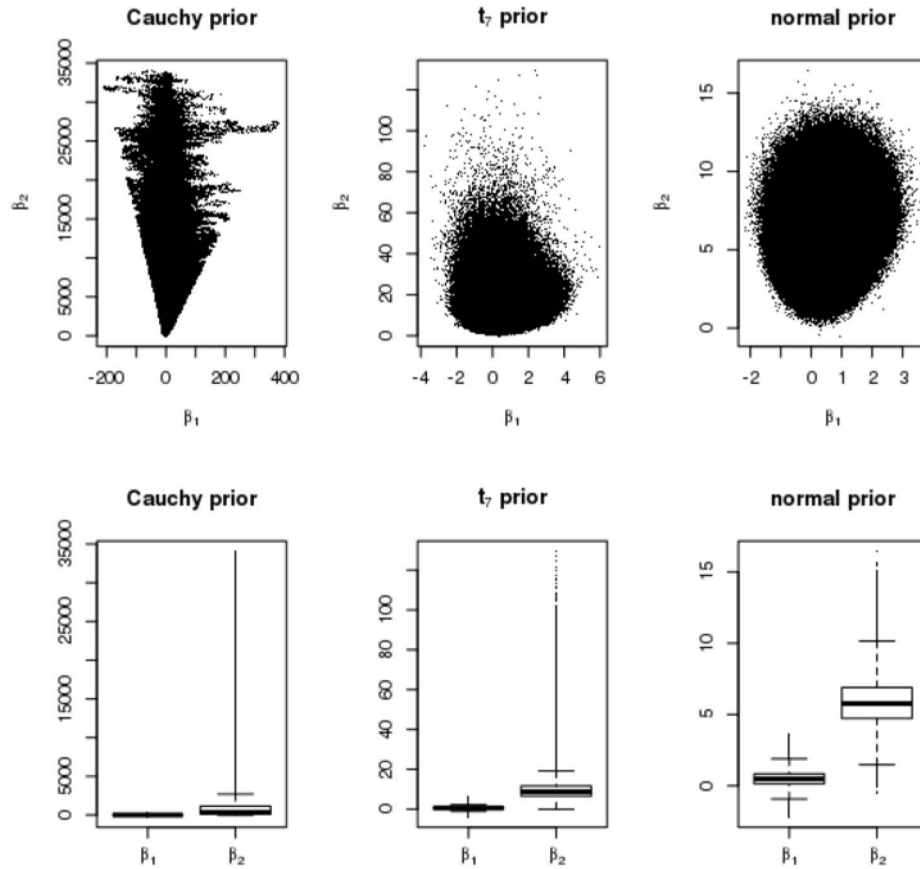 Cauchy prior
t₇ prior
normal prior
β₂
35000
25000
15000
5000
0
-200
0
200
400
β₁
β₂
100
80
60
40
20
0
-4
-2
0
2
4
6
β₁
β₂
15
10
5
0
-2
0
1
2
3
β₁
Cauchy prior
t₇ prior
normal prior
35000
25000
15000
5000
0
β₁
β₂
100
80
60
40
20
0
β₁
β₂
15
10
5
0
β₁
β₂